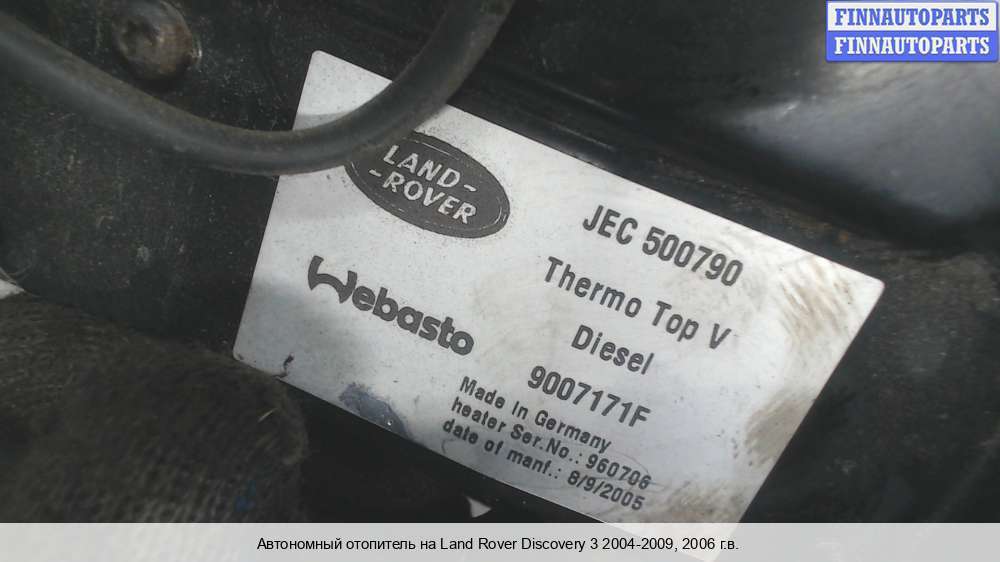 FINNAUTOPARTS
FINNAUTOPARTS
LAND-
-ROVER
JEC 500790
Webasto
Thermo Top V
Diesel
9007171F
Made in Germany
heater Ser.No.: 960706
date of manf.: 8/9/2005
Автономный отопитель на Land Rover Discovery 3 2004-2009, 2006 г.в.